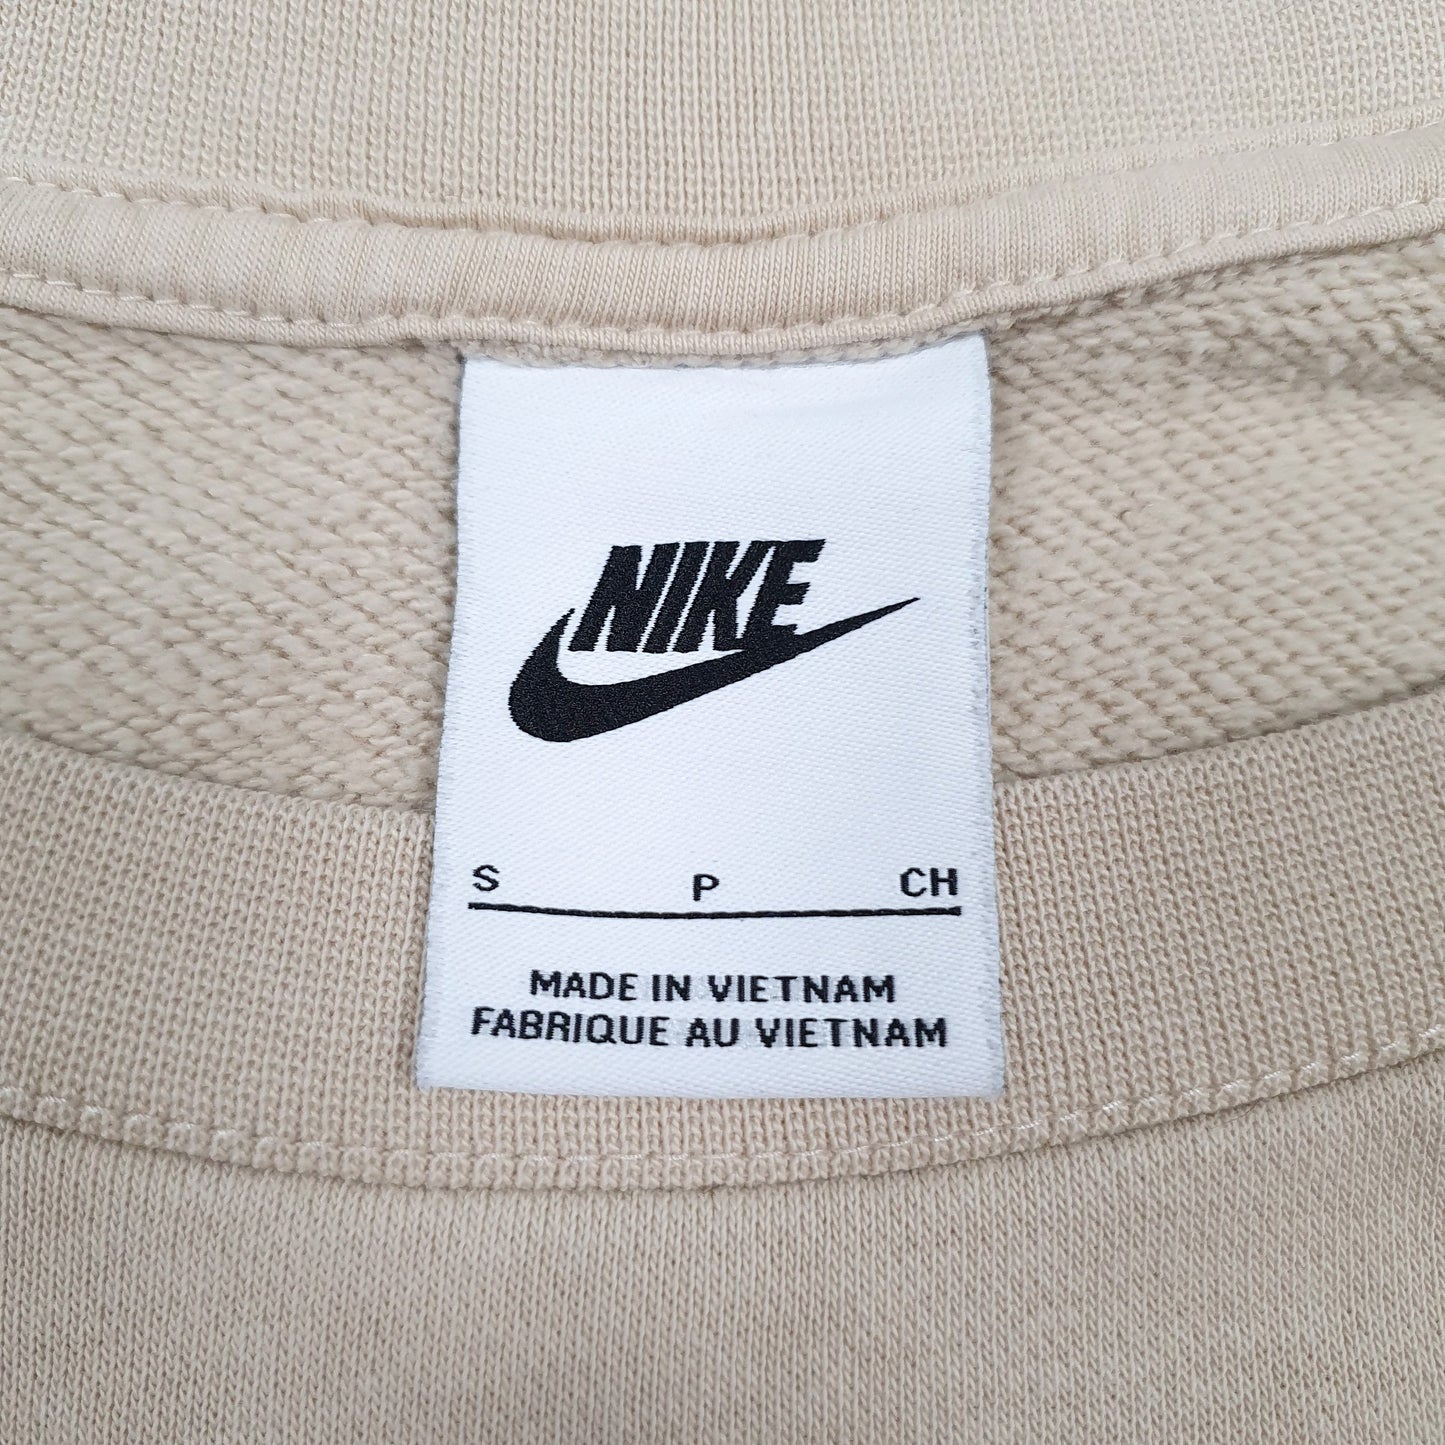 NIKE
S P CH
MADE IN VIETNAM
FABRIQUE AU VIETNAM